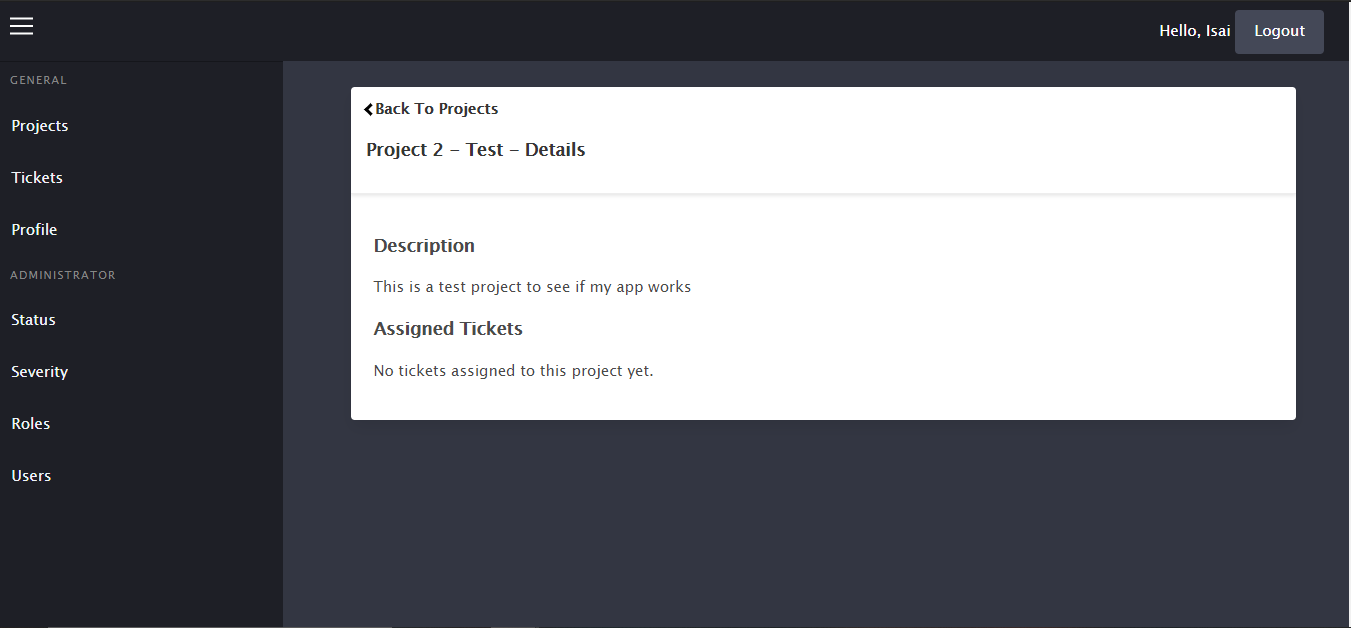 Hello, Isai
Logout
GENERAL
Projects
Tickets
Profile
ADMINISTRATOR
Status
Severity
Roles
Users
Back To Projects
Project 2 - Test - Details
Description
This is a test project to see if my app works
Assigned Tickets
No tickets assigned to this project yet.